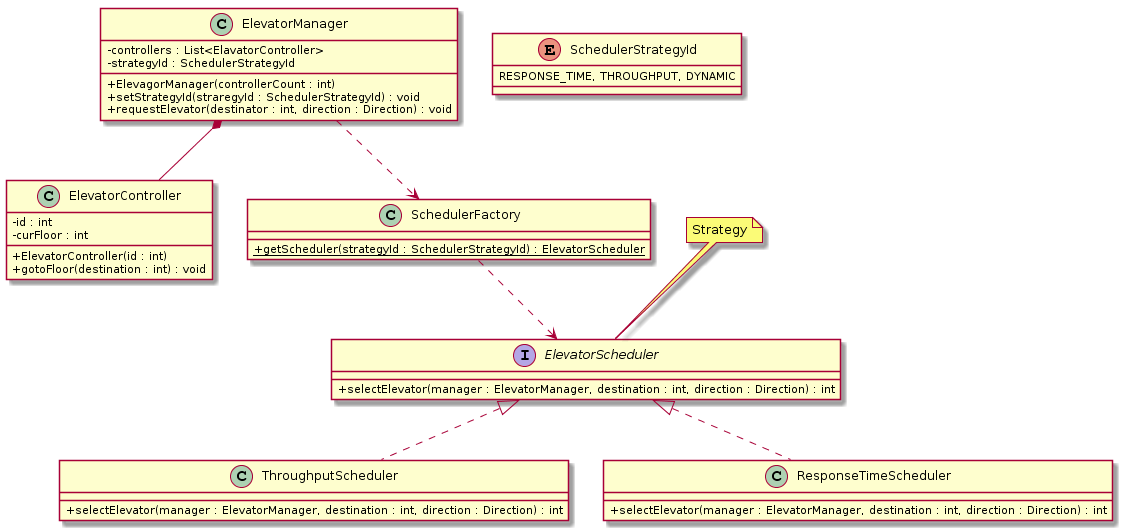 C ElevatorManager
-controllers : List<ElavatorController>
-strategyId : SchedulerStrategyId
+ElevagorManager(controllerCount : int)
+setStrategyId(straregyId : SchedulerStrategyId) : void
+requestElevator(destinator : int, direction : Direction) : void
E SchedulerStrategyId
RESPONSE_TIME, THROUGHPUT, DYNAMIC
C ElevatorController
-id : int
-curFloor : int
+ElevatorController(id : int)
+gotoFloor(destination : int) : void
C SchedulerFactory
+getScheduler(strategyId : SchedulerStrategyId) : ElevatorScheduler
Strategy
I ElevatorScheduler
+selectElevator(manager : ElevatorManager, destination : int, direction : Direction) : int
C ThroughputScheduler
+selectElevator(manager : ElevatorManager, destination : int, direction : Direction) : int
C ResponseTimeScheduler
+selectElevator(manager : ElevatorManager, destination : int, direction : Direction) : int